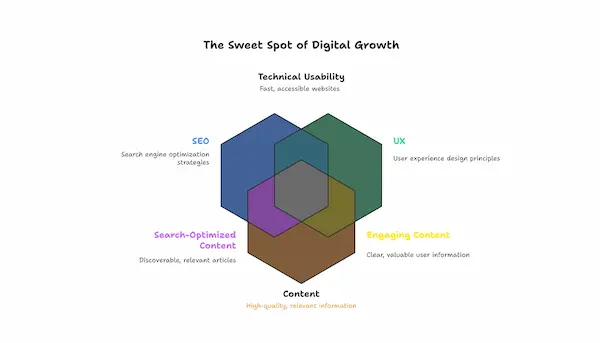 The Sweet Spot of Digital Growth
Technical Usability
Fast, accessible websites
SEO
Search engine optimization
strategies
UX
User experience design principles
Search-Optimized
Content
Discoverable, relevant articles
Engaging Content
Clear, valuable user information
Content
High-quality, relevant information